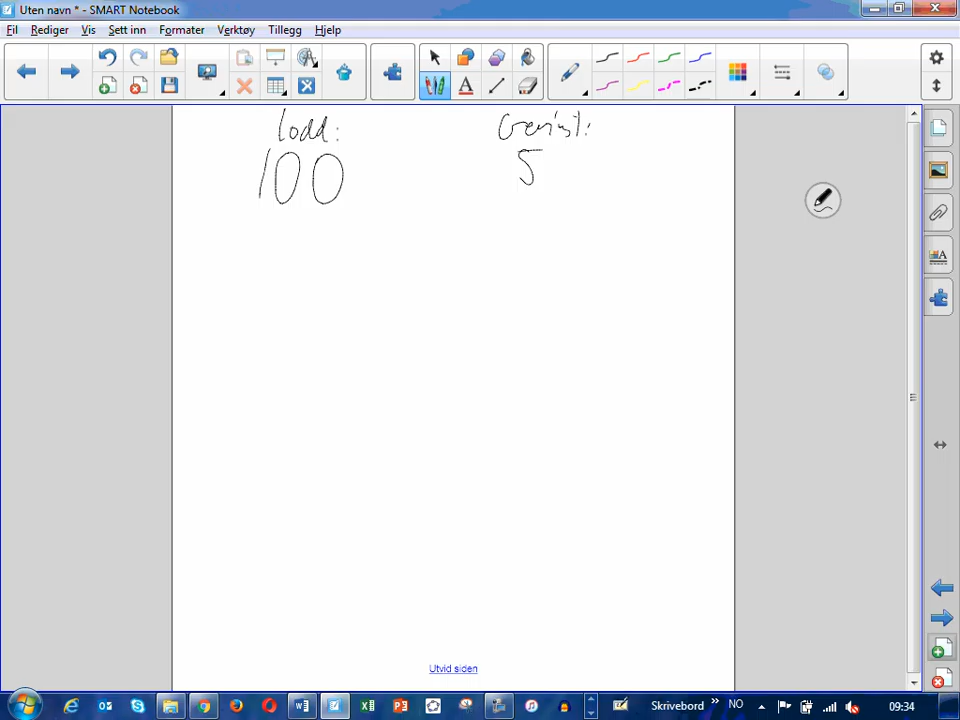 Uten navn * - SMART Notebook
Fil Rediger Vis Sett inn Formater Verktøy Tillegg Hjelp
lodd: Gevinst:
100 5
Utvid siden
Skrivebord » NO 09:34